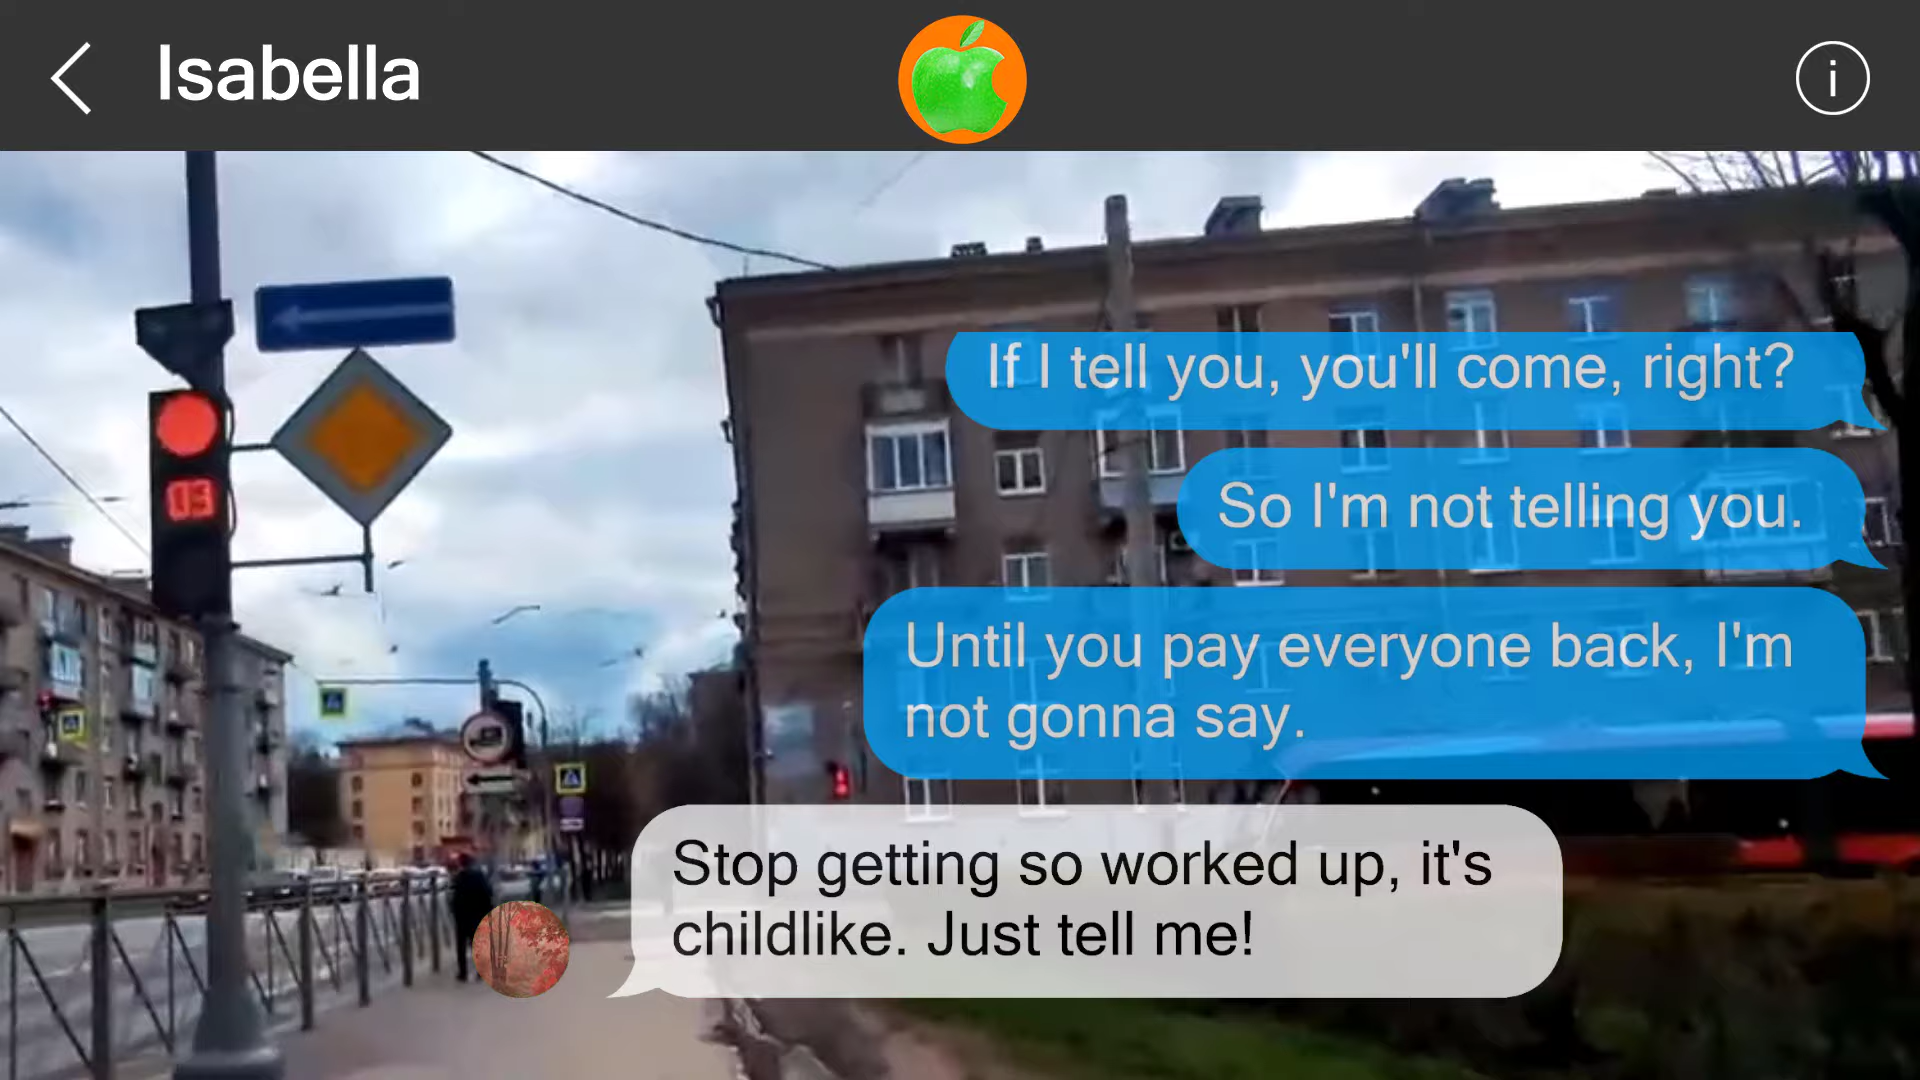 Isabella
i
If I tell you, you'll come, right?
So I'm not telling you.
Until you pay everyone back, I'm
not gonna say.
Stop getting so worked up, it's
childlike. Just tell me!